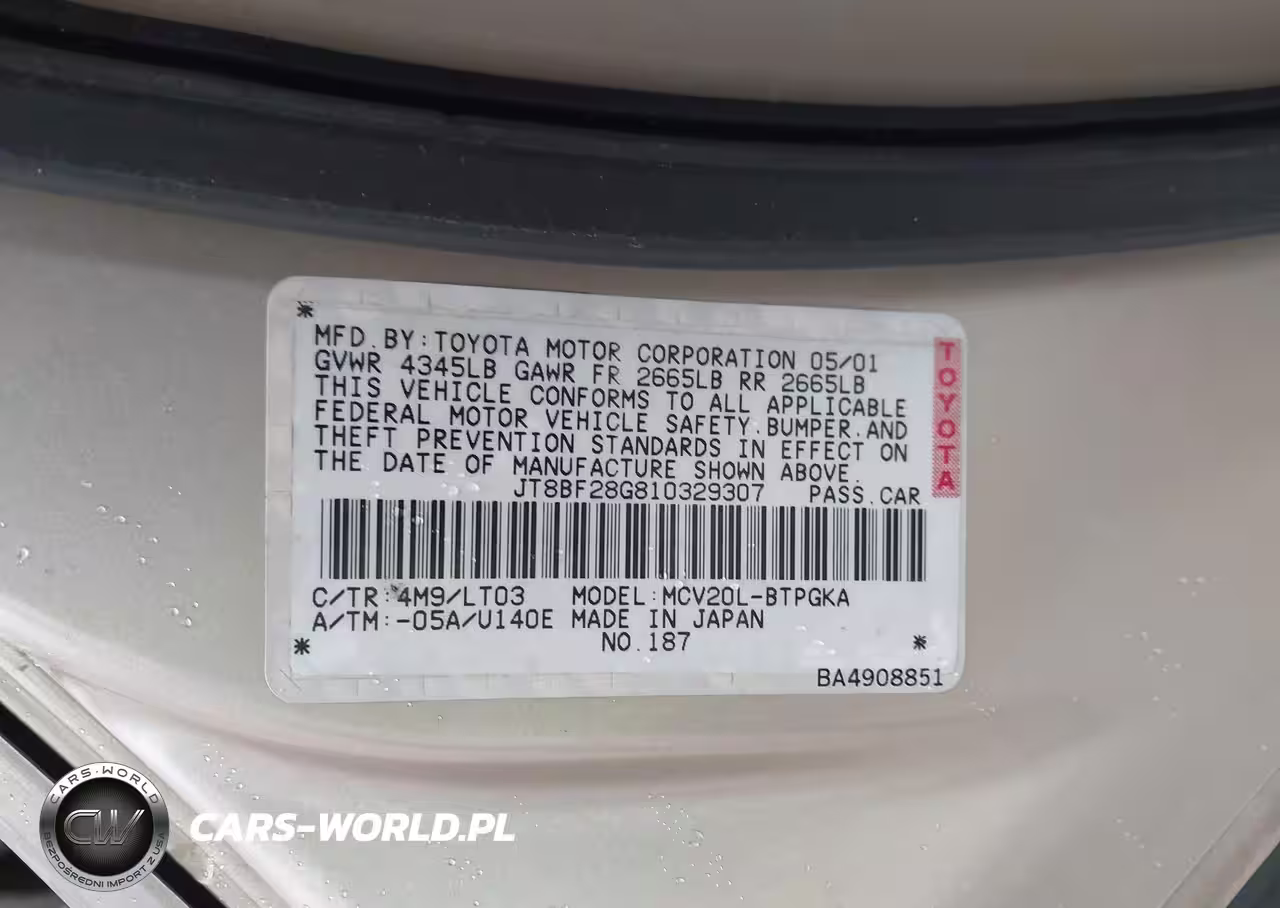 MFD. BY:TOYOTA MOTOR CORPORATION 05/01
GVWR 4345LB GAWR FR 2665LB RR 2665LB
THIS VEHICLE CONFORMS TO ALL APPLICABLE
FEDERAL MOTOR VEHICLE SAFETY.BUMPER.AND
THEFT PREVENTION STANDARDS IN EFFECT ON
THE DATE OF MANUFACTURE SHOWN ABOVE.
JT8BF28G810329307 PASS.CAR
TOYOTA
C/TR:4M9/LT03 MODEL:MCV20L-BTPGKA
A/TM:-05A/U140E MADE IN JAPAN
NO.187
BA4908851
CARS-WORLD
CW
BEZPOŚREDNI IMPORT Z USA
CARS-WORLD.PL